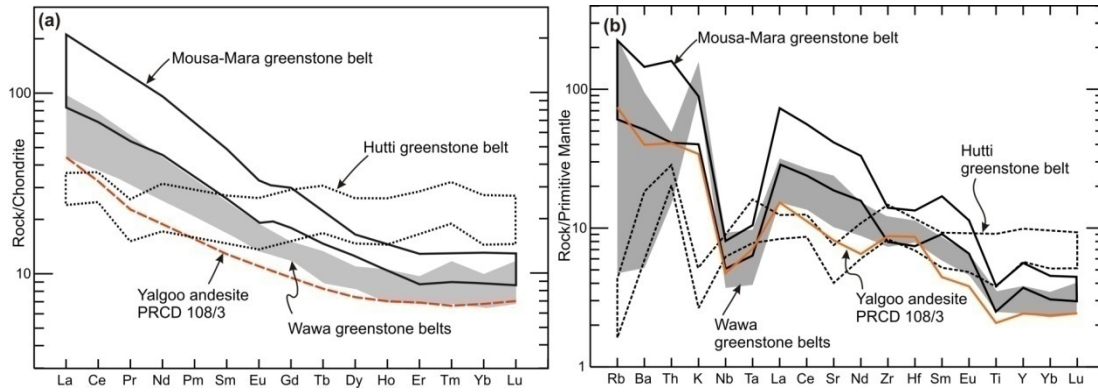 (a)
Mousa-Mara greenstone belt
100
Hutti greenstone belt
Rock/Chondrite
10
Yalgoo andesite
PRCD 108/3
Wawa greenstone belts
La Ce Pr Nd Pm Sm Eu Gd Tb Dy Ho Er Tm Yb Lu
(b)
Mousa-Mara greenstone belt
100
Hutti
greenstone belt
Rock/Primitive Mantle
10
Yalgoo andesite
PRCD 108/3
Wawa
greenstone belts
1
Rb Ba Th K Nb Ta La Ce Sr Nd Zr Hf Sm Eu Ti Y Yb Lu